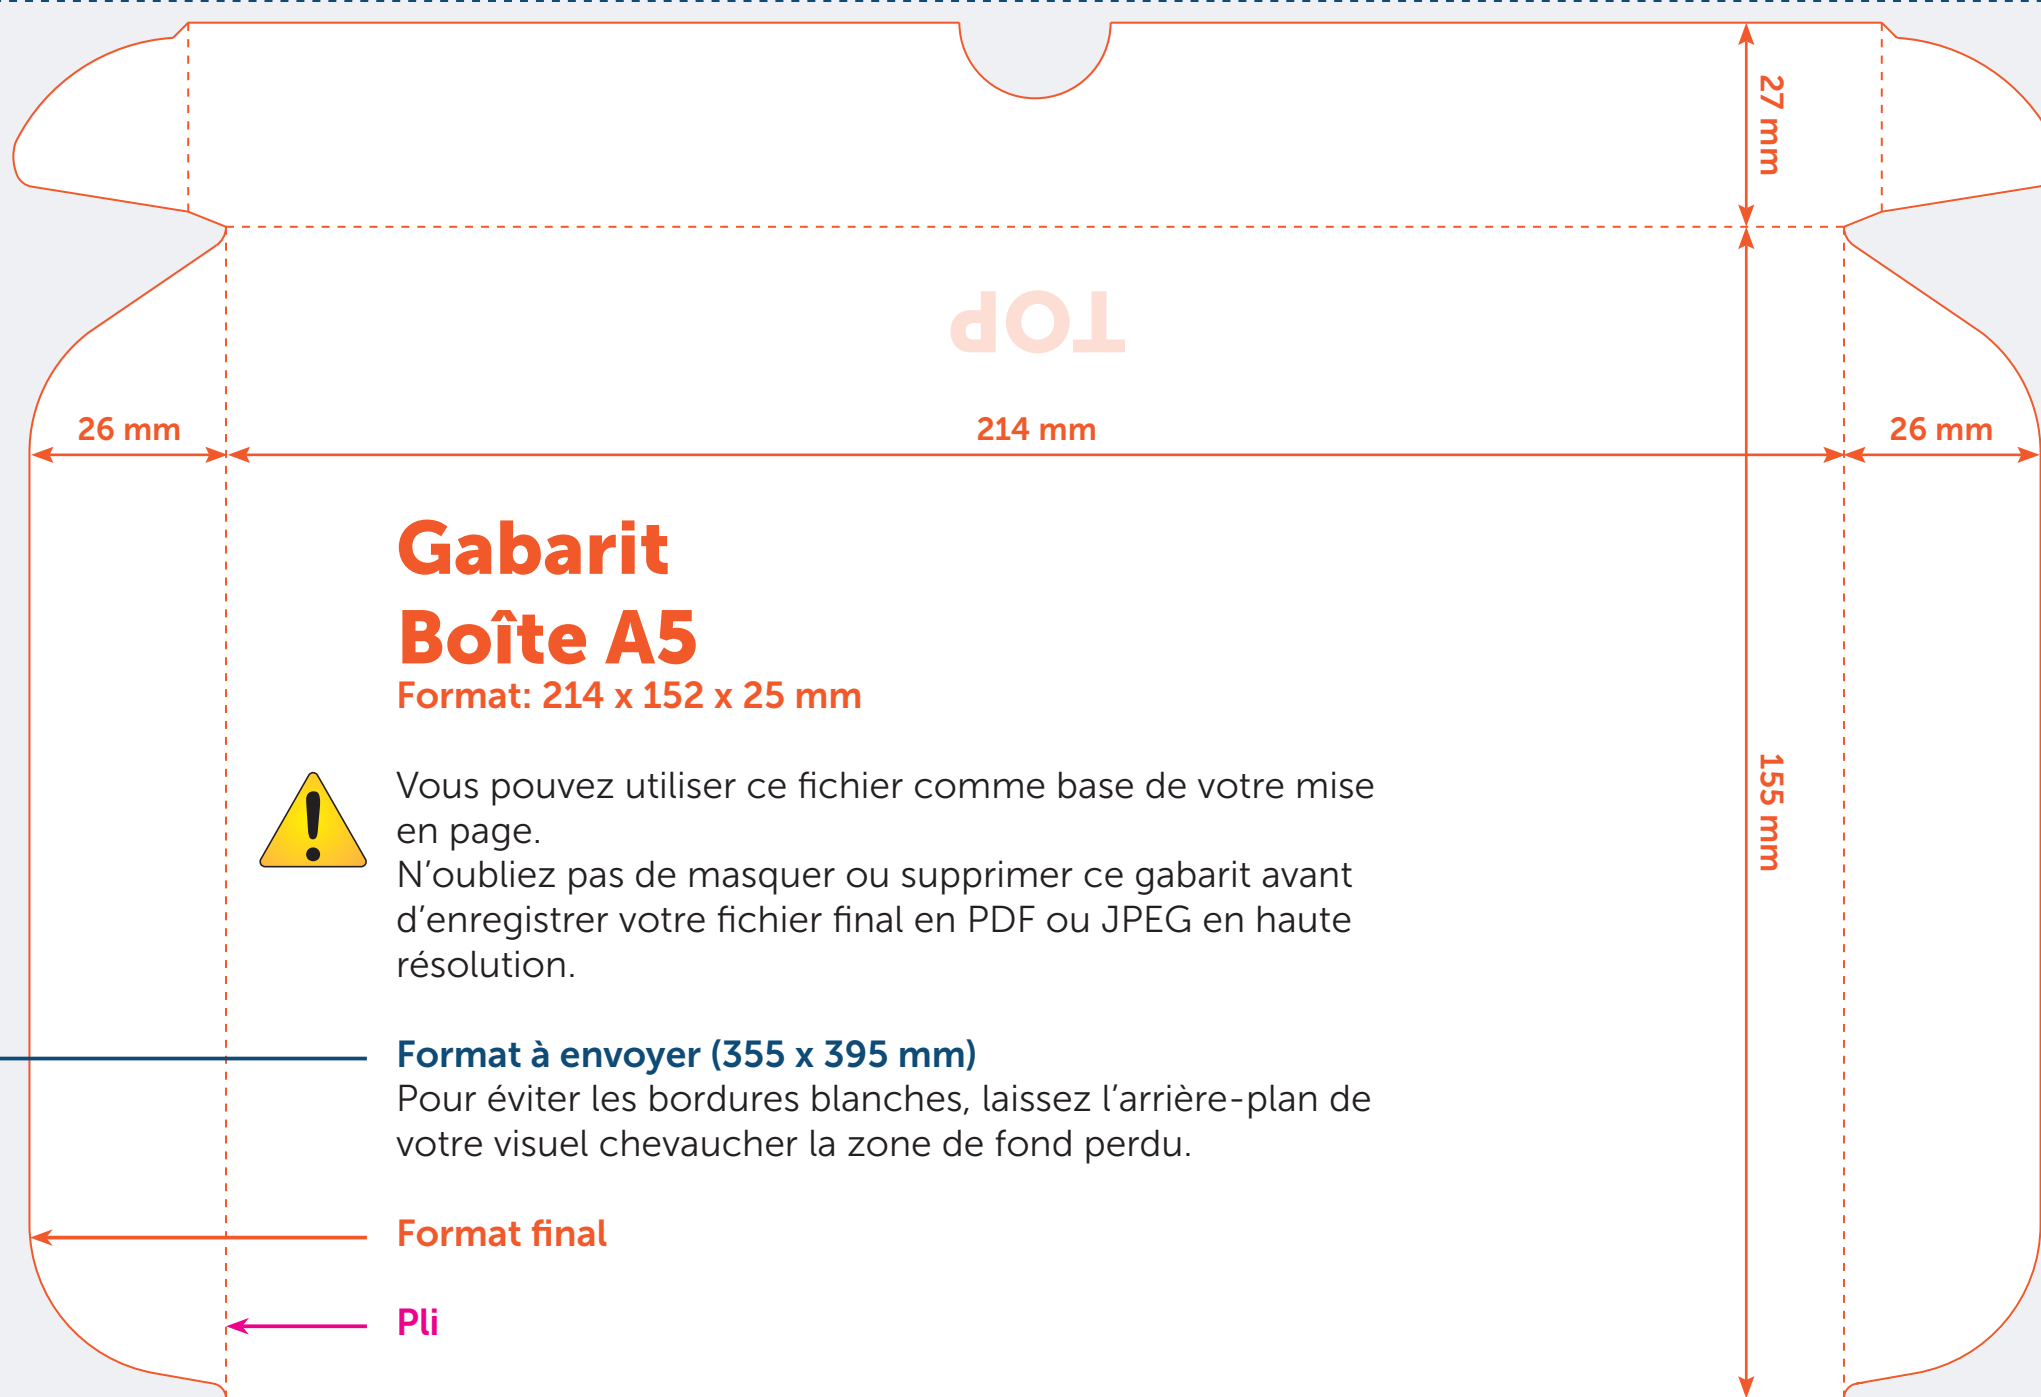 27 mm
TOP
26 mm
214 mm
26 mm
Gabarit
Boîte A5
Format: 214 x 152 x 25 mm
155 mm
Vous pouvez utiliser ce fichier comme base de votre mise
en page.
N’oubliez pas de masquer ou supprimer ce gabarit avant
d’enregistrer votre fichier final en PDF ou JPEG en haute
résolution.
Format à envoyer (355 x 395 mm)
Pour éviter les bordures blanches, laissez l’arrière-plan de
votre visuel chevaucher la zone de fond perdu.
Format final
Pli